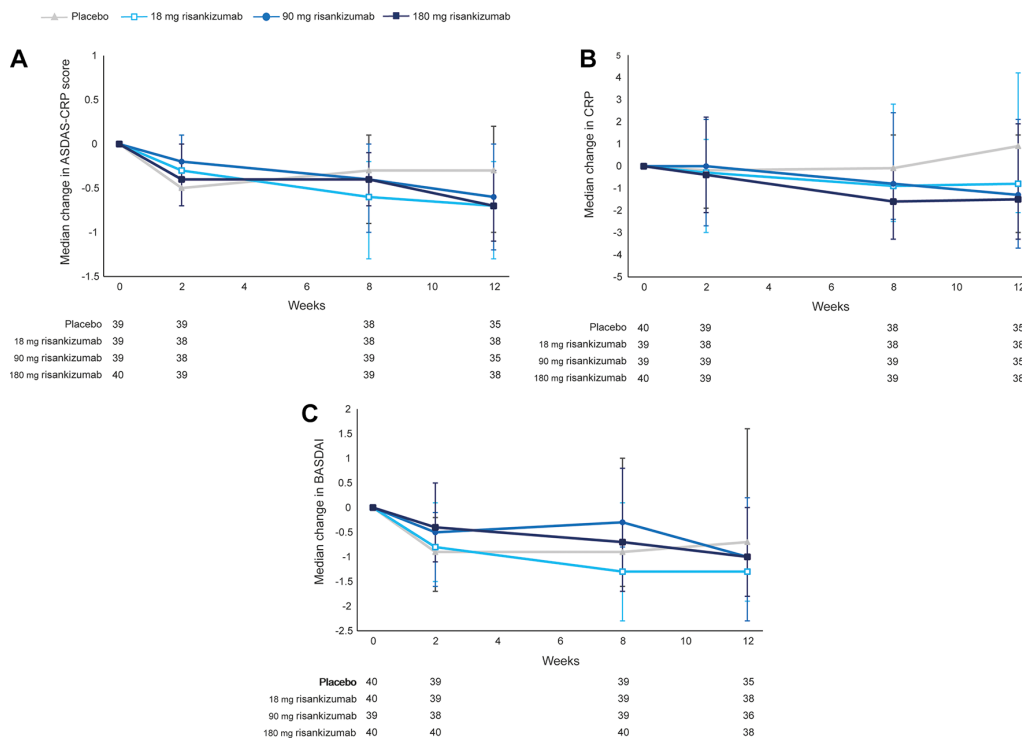 Placebo 18 mg risankizumab 90 mg risankizumab 180 mg risankizumab
A
Median change in ASDAS-CRP score
1
0.5
0
-0.5
-1
-1.5
0 2 4 6 8 10 12
Weeks
Placebo 39 39 38 35
18 mg risankizumab 39 38 38 38
90 mg risankizumab 39 38 39 35
180 mg risankizumab 40 39 39 38
B
Median change in CRP
5
4
3
2
1
0
-1
-2
-3
-4
-5
0 2 4 6 8 10 12
Weeks
Placebo 40 39 38 35
18 mg risankizumab 39 38 38 38
90 mg risankizumab 39 39 39 35
180 mg risankizumab 40 39 39 38
C
Median change in BASDAI
2
1.5
1
0.5
0
-0.5
-1
-1.5
-2
-2.5
0 2 4 6 8 10 12
Weeks
Placebo 40 39 39 35
18 mg risankizumab 40 39 39 38
90 mg risankizumab 39 38 39 36
180 mg risankizumab 40 40 40 38